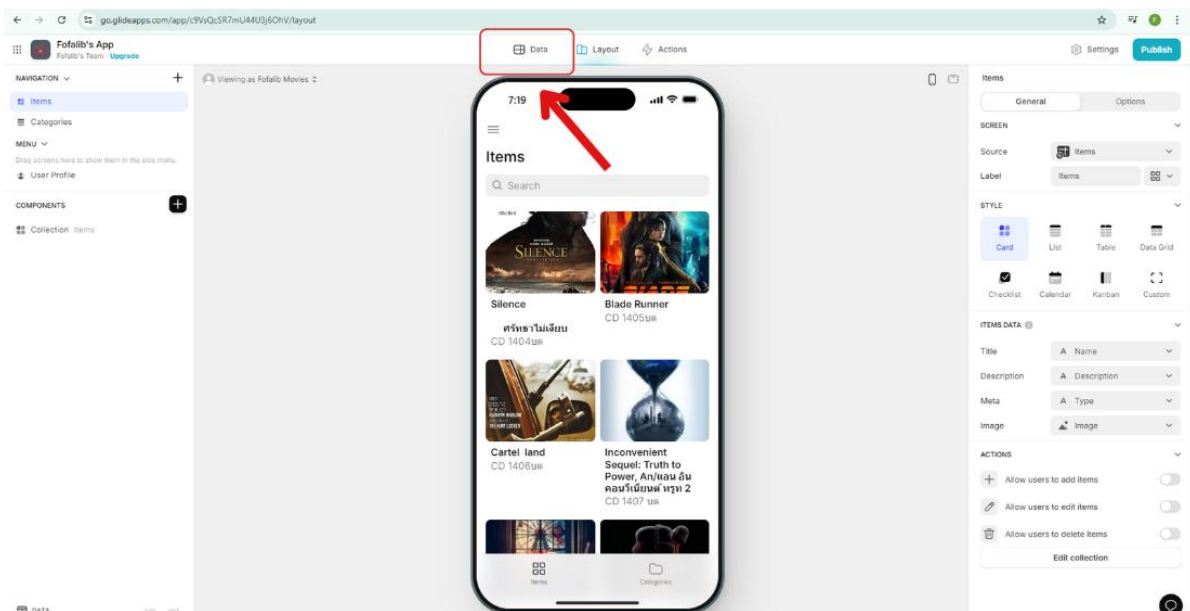 go.glideapps.com/app/c9VsQcSR7mU44U3j6OhV/layout
Fofalib's App
Fofalib's Team · Upgrade
Data
Layout
Actions
Settings
Publish
NAVIGATION
Items
Categories
MENU
Drag screens here to show them in the side menu.
User Profile
COMPONENTS
Collection Items
DATA
Viewing as Fofalib Movies
7:19
Items
Search
SILENCE
Silence
ศรัทธาไม่เงียบ
CD 1404บค
Blade Runner
CD 1405บค
Cartel land
CD 1406บค
Inconvenient
Sequel: Truth to
Power, An/แอน อิน
คอนวีเนียนต์ ทรูท 2
CD 1407 บค
Items
Categories
Items
General
Options
SCREEN
Source
Items
Label
Items
STYLE
Card
List
Table
Data Grid
Checklist
Calendar
Kanban
Custom
ITEMS DATA
Title
A Name
Description
A Description
Meta
A Type
Image
Image
ACTIONS
Allow users to add items
Allow users to edit items
Allow users to delete items
Edit collection